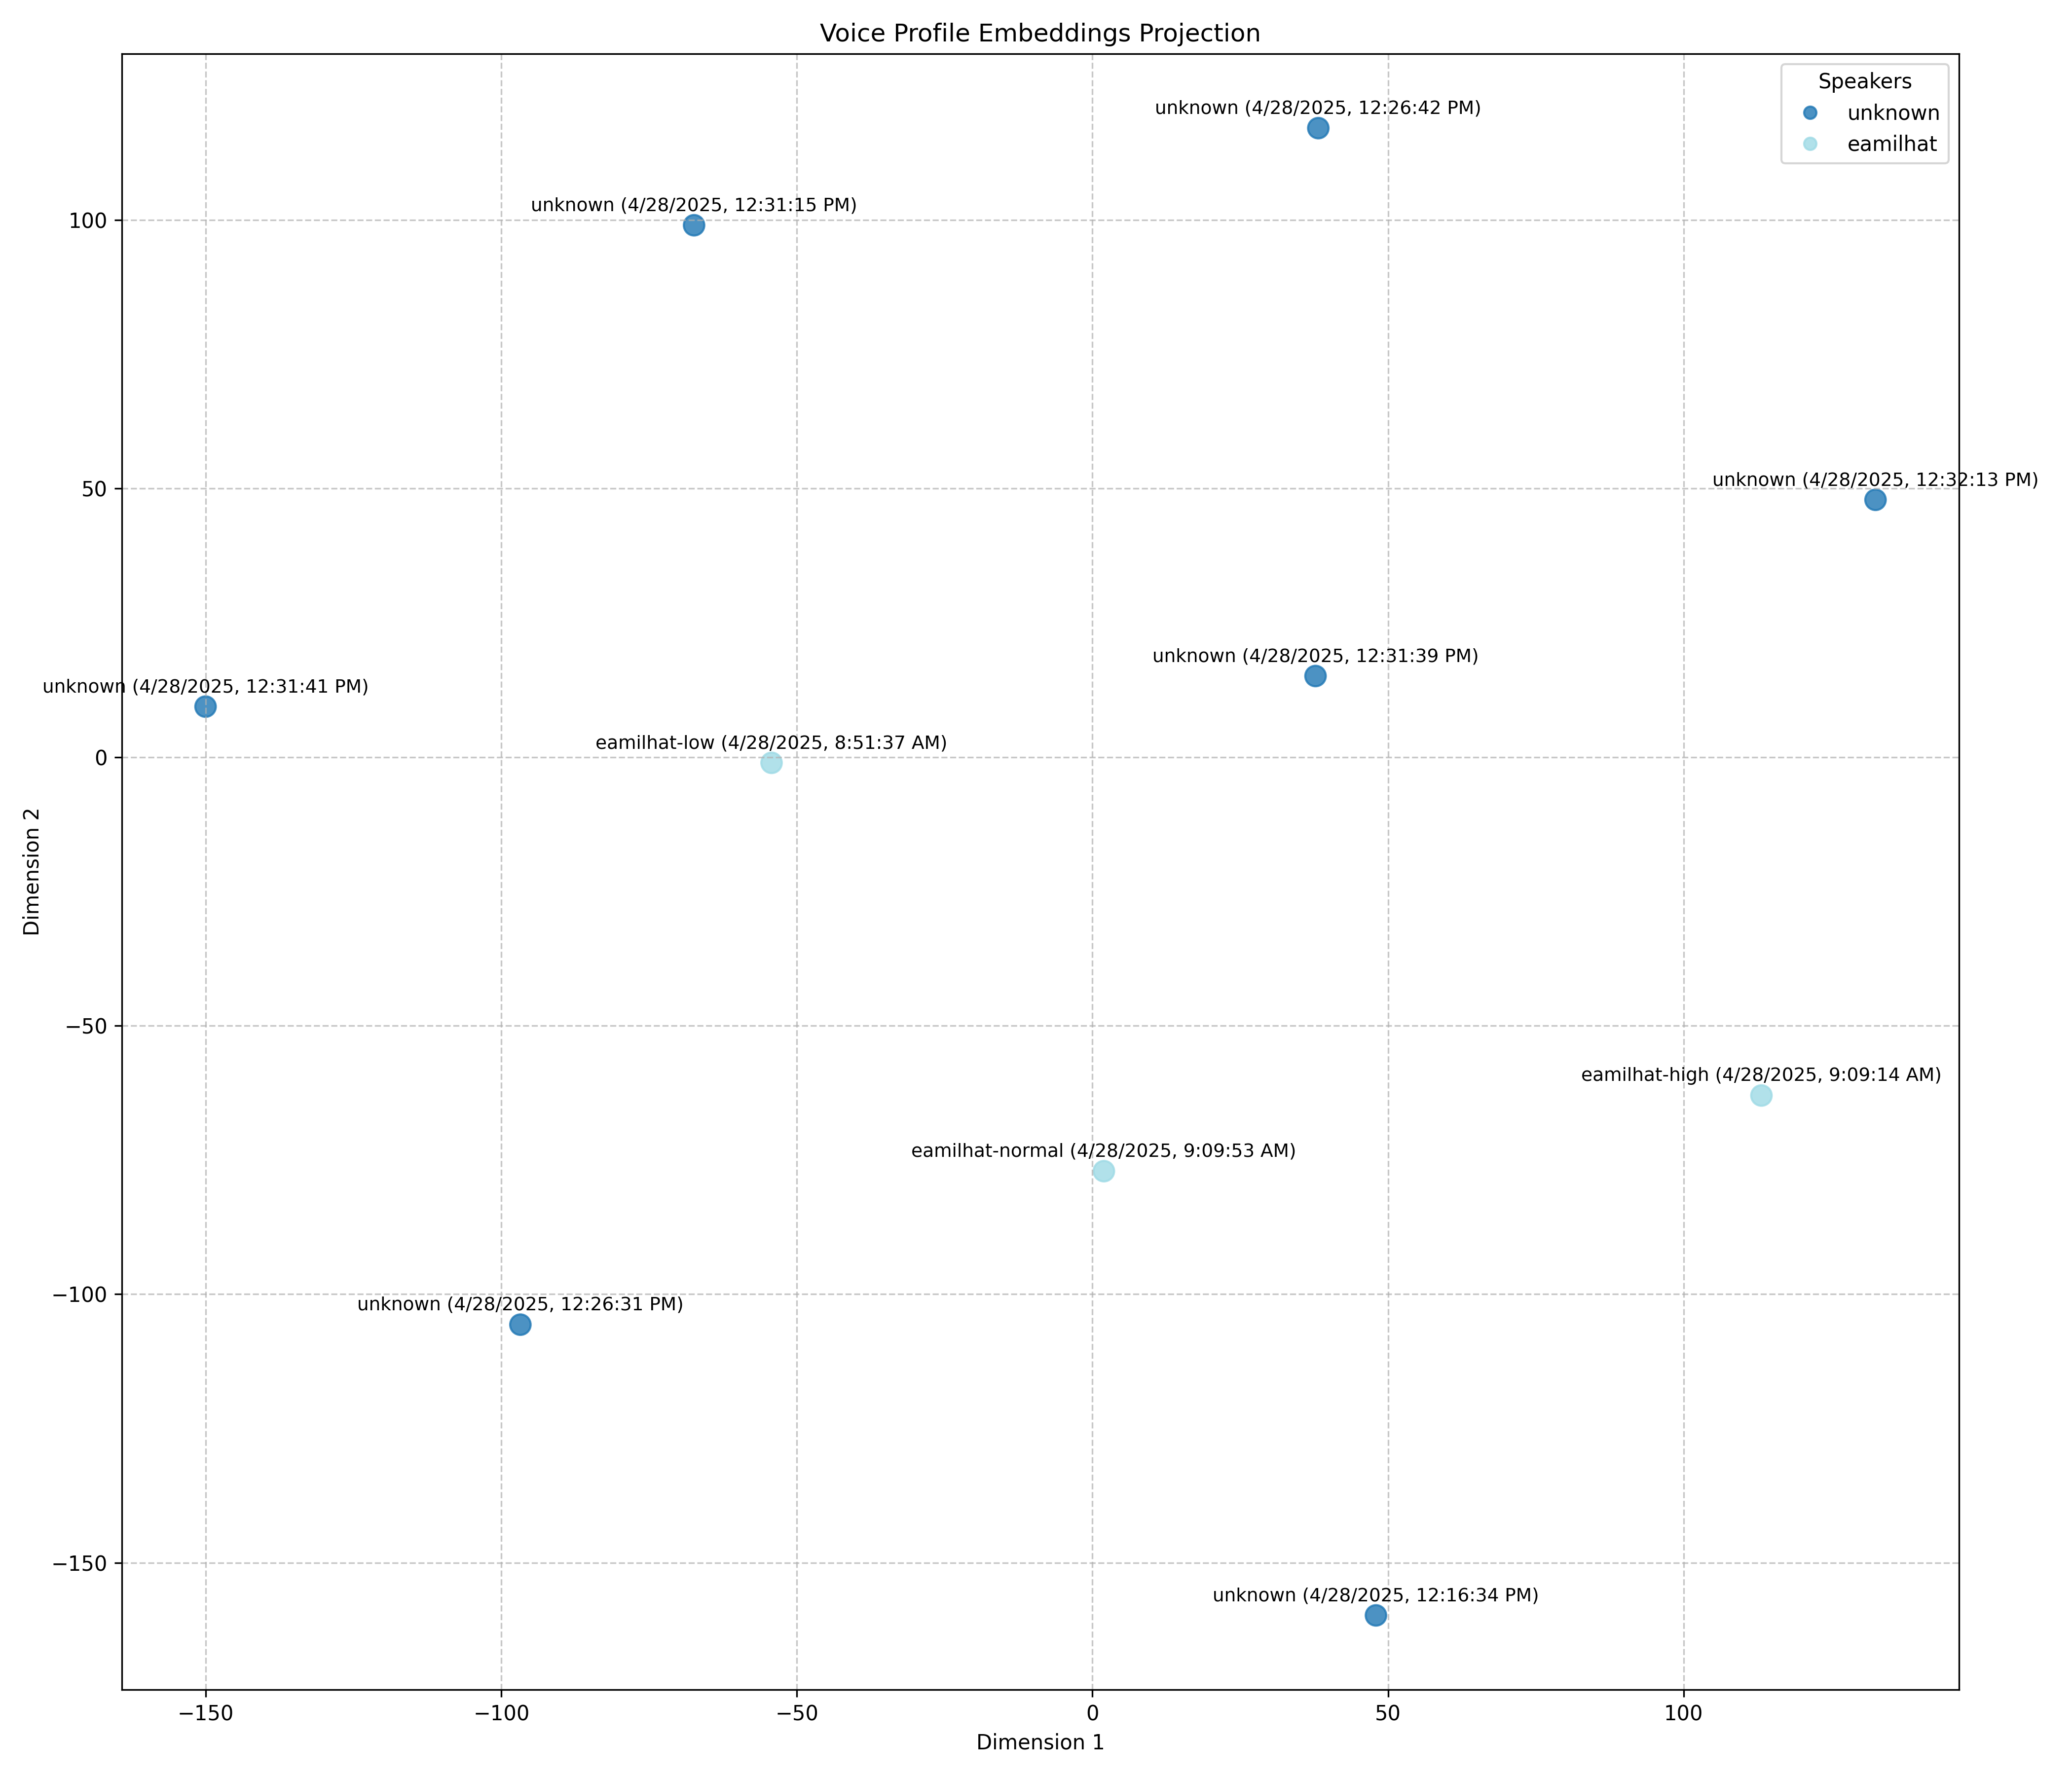 Voice Profile Embeddings Projection
Speakers
unknown
eamilhat
unknown (4/28/2025, 12:26:42 PM)
unknown (4/28/2025, 12:31:15 PM)
unknown (4/28/2025, 12:32:13 PM)
unknown (4/28/2025, 12:31:39 PM)
unknown (4/28/2025, 12:31:41 PM)
eamilhat-low (4/28/2025, 8:51:37 AM)
eamilhat-high (4/28/2025, 9:09:14 AM)
eamilhat-normal (4/28/2025, 9:09:53 AM)
unknown (4/28/2025, 12:26:31 PM)
unknown (4/28/2025, 12:16:34 PM)
100
50
0
−50
−100
−150
Dimension 2
−150 −100 −50 0 50 100
Dimension 1